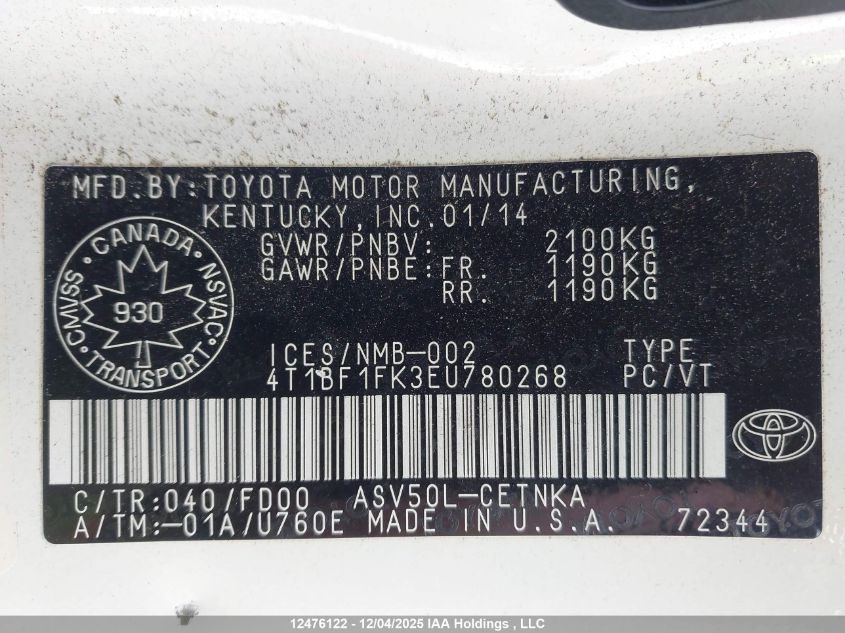 MFD.BY:TOYOTA MOTOR MANUFACTURING,
KENTUCKY,INC.01/14
GVWR/PNBV: 2100KG
GAWR/PNBE:FR. 1190KG
RR. 1190KG
CANADA
CMVSS
NSVAC
930
TRANSPORT
ICES/NMB-002 TYPE
4T1BF1FK3EU780268 PC/VT
C/TR:040/FD00 ASV50L-CETNKA
A/TM:-01A/U760E MADE IN U.S.A. 72344
TOYOTA
12476122 - 12/04/2025 IAA Holdings , LLC